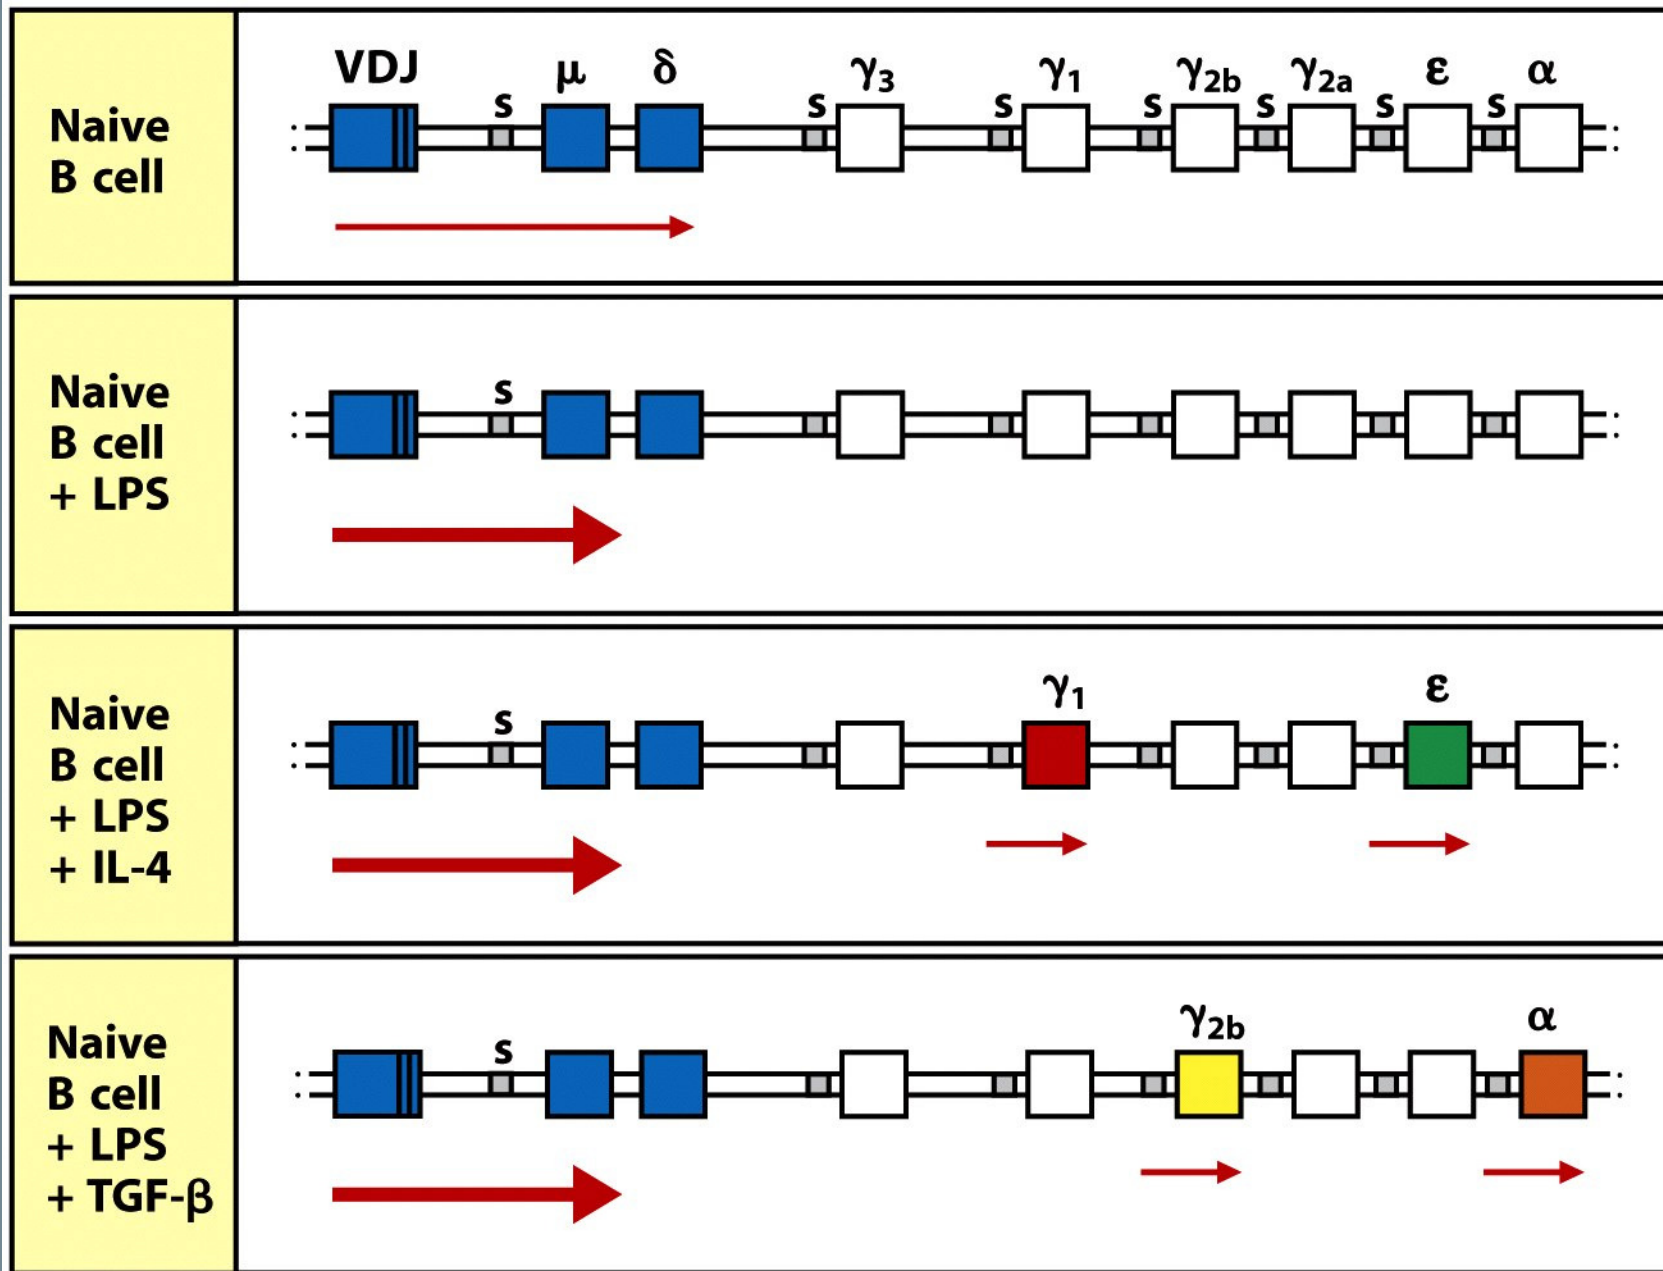 Naive
B cell
VDJ μ δ γ3 γ1 γ2b γ2a ε α
s s s s s s s
Naive
B cell
+ LPS
s
Naive
B cell
+ LPS
+ IL-4
γ1 ε
s
Naive
B cell
+ LPS
+ TGF-β
γ2b α
s